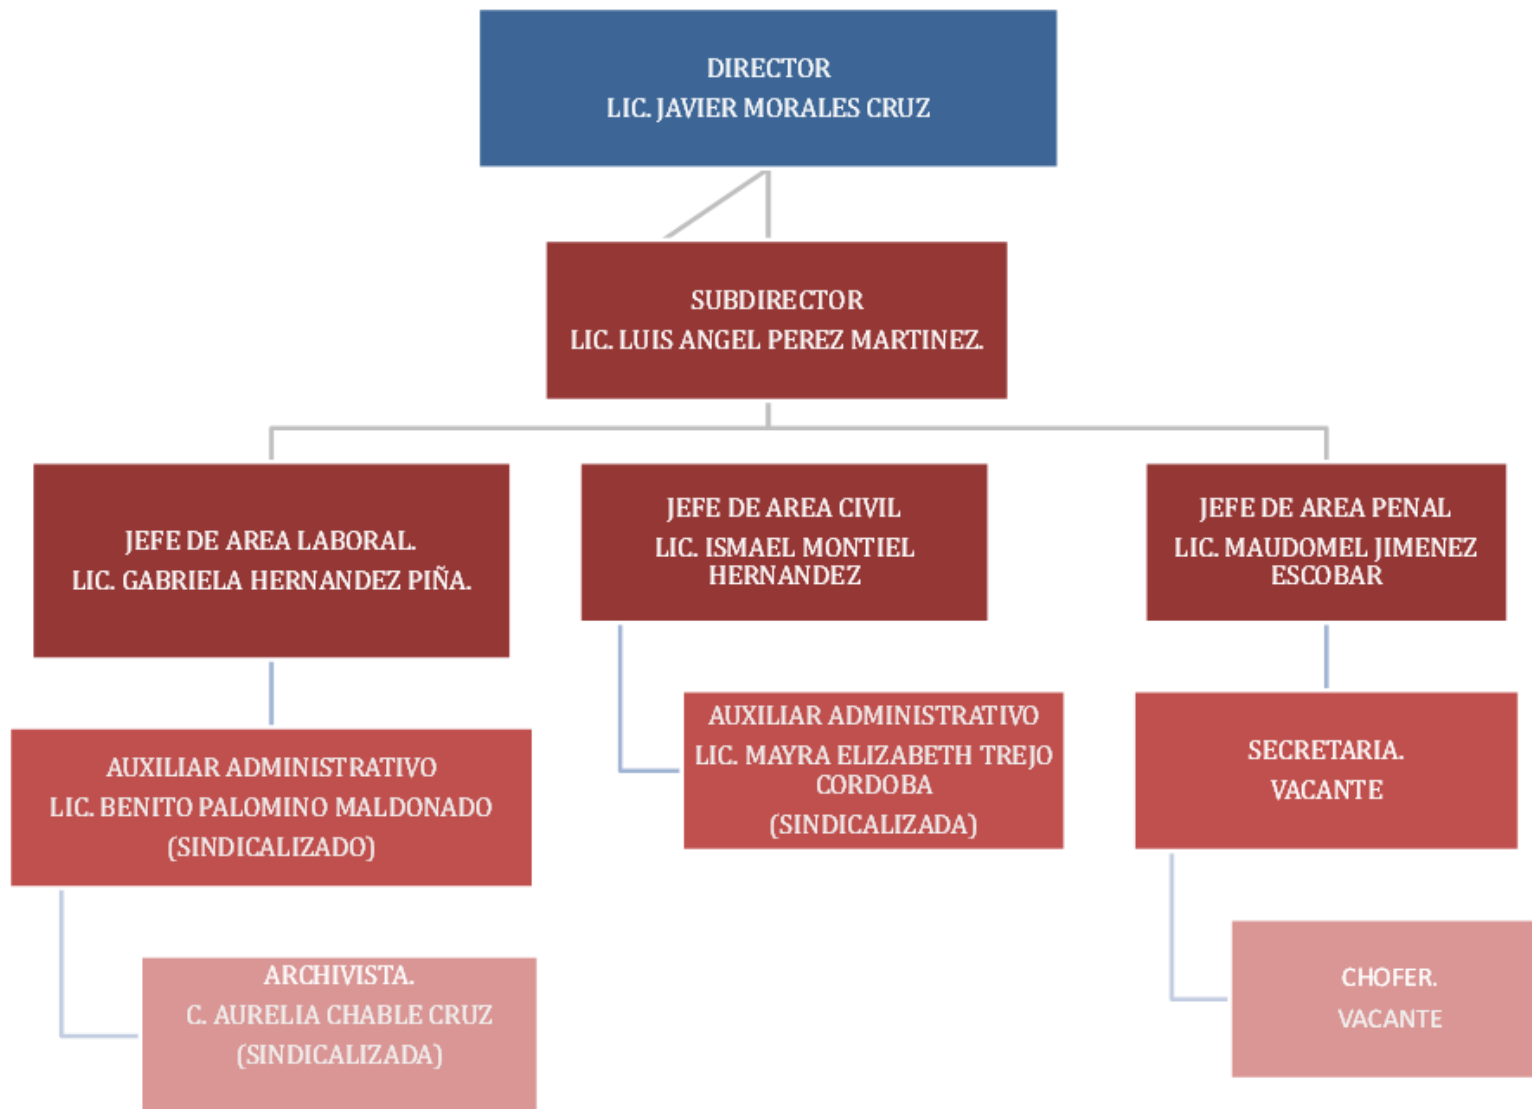 DIRECTOR
LIC. JAVIER MORALES CRUZ
SUBDIRECTOR
LIC. LUIS ANGEL PEREZ MARTINEZ.
JEFE DE AREA LABORAL.
LIC. GABRIELA HERNANDEZ PIÑA.
JEFE DE AREA CIVIL
LIC. ISMAEL MONTIEL
HERNANDEZ
JEFE DE AREA PENAL
LIC. MAUDOMEL JIMENEZ
ESCOBAR
AUXILIAR ADMINISTRATIVO
LIC. BENITO PALOMINO MALDONADO
(SINDICALIZADO)
AUXILIAR ADMINISTRATIVO
LIC. MAYRA ELIZABETH TREJO
CORDOBA
(SINDICALIZADA)
SECRETARIA.
VACANTE
ARCHIVISTA.
C. AURELIA CHABLE CRUZ
(SINDICALIZADA)
CHOFER.
VACANTE